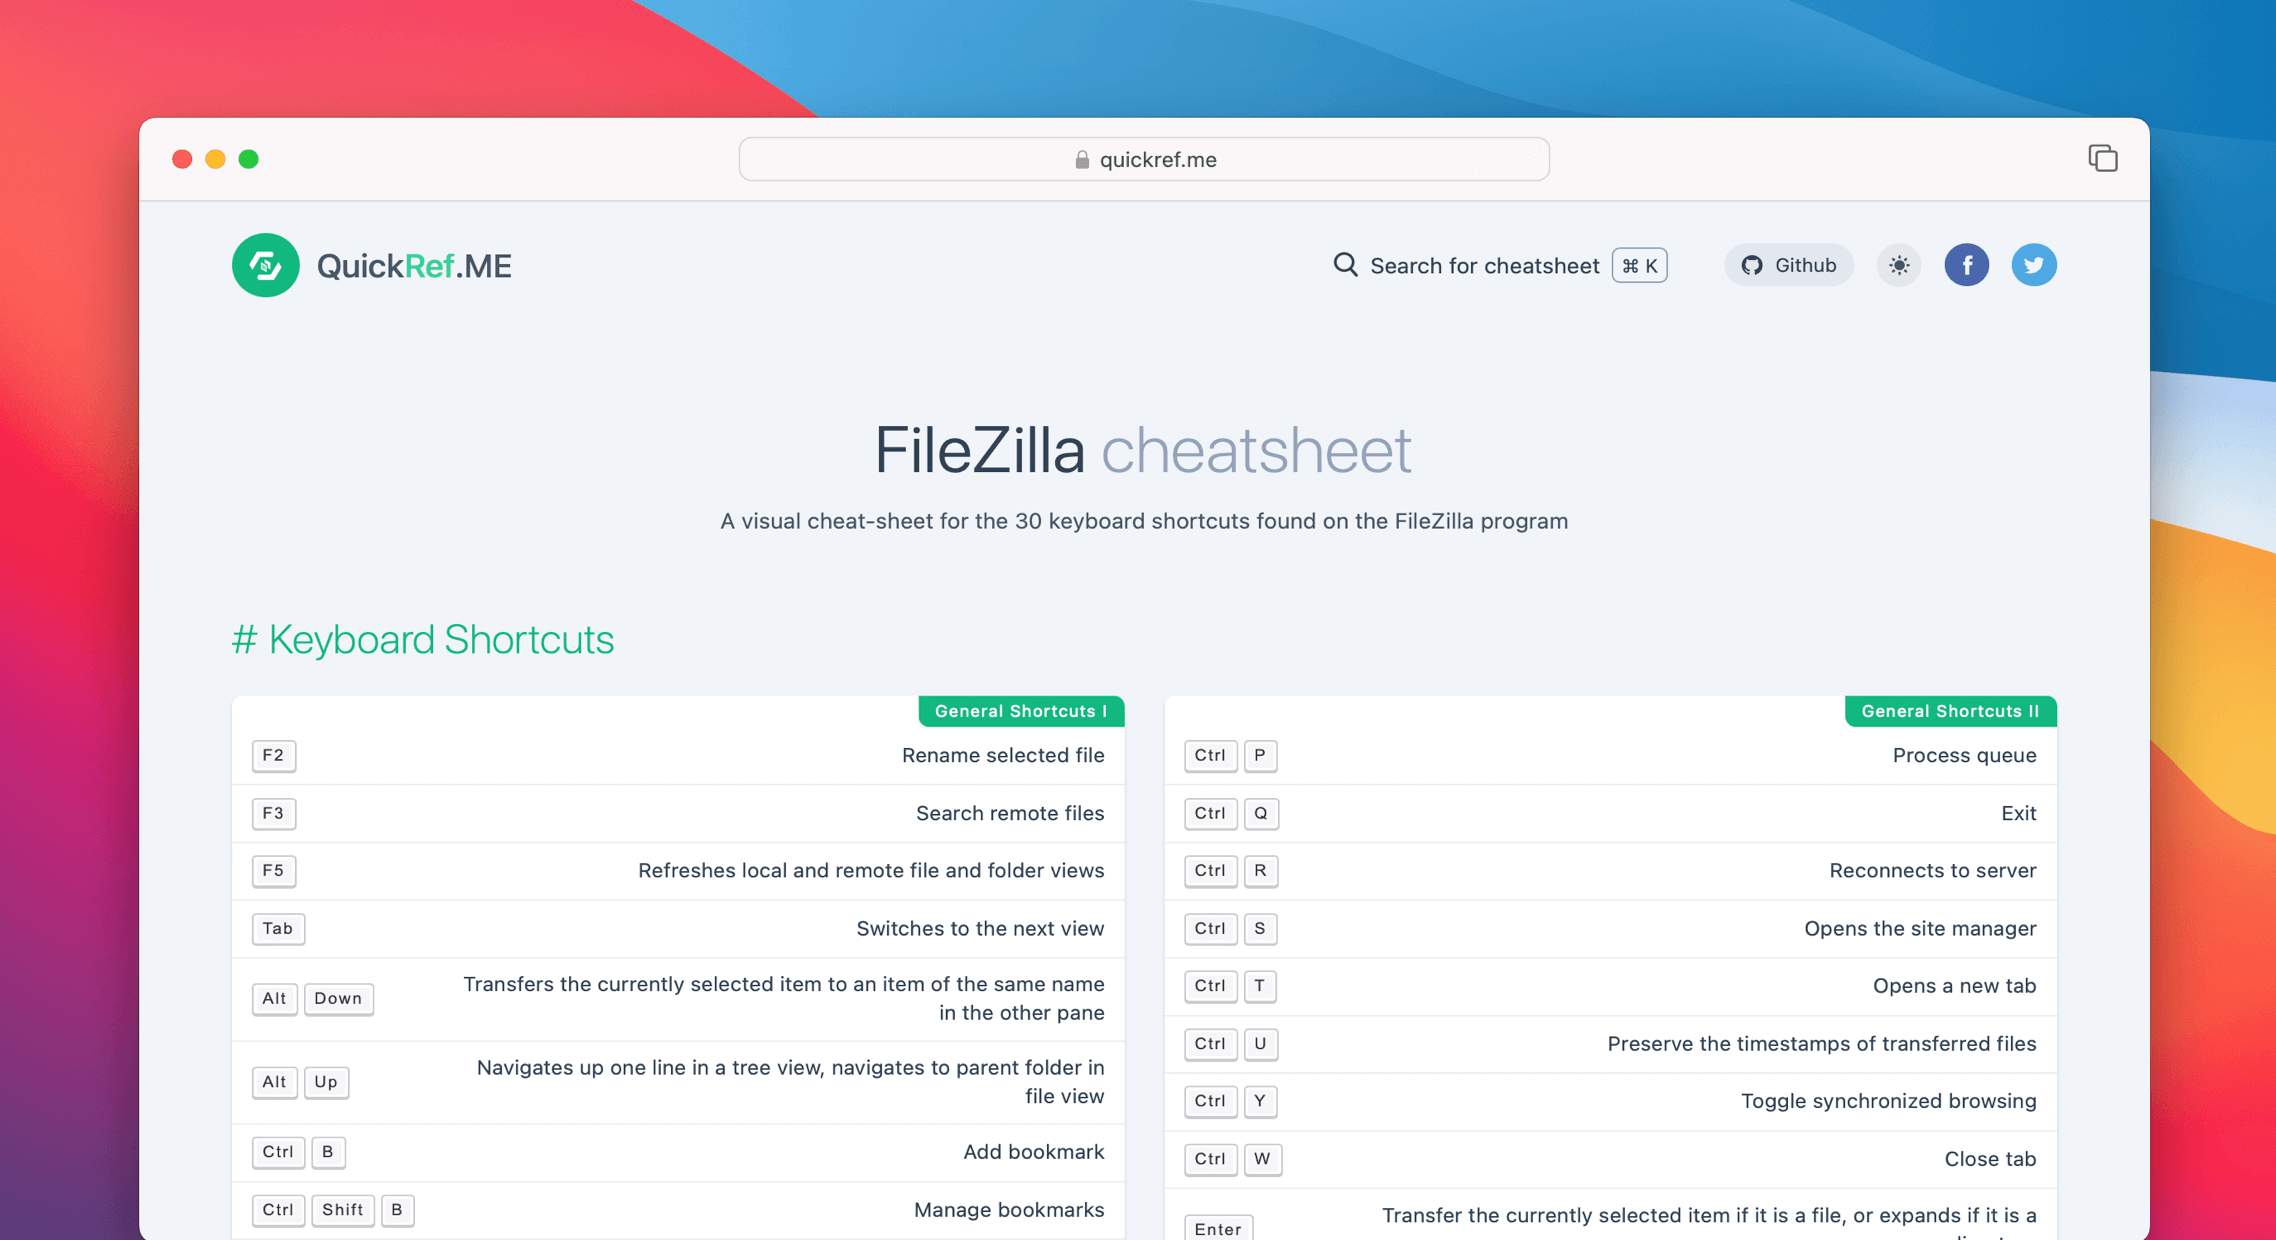 quickref.me
QuickRef.ME
Search for cheatsheet ⌘ K
Github
f
FileZilla cheatsheet
A visual cheat-sheet for the 30 keyboard shortcuts found on the FileZilla program
# Keyboard Shortcuts
General Shortcuts I
F2 Rename selected file
F3 Search remote files
F5 Refreshes local and remote file and folder views
Tab Switches to the next view
Alt Down Transfers the currently selected item to an item of the same name
in the other pane
Alt Up Navigates up one line in a tree view, navigates to parent folder in
file view
Ctrl B Add bookmark
Ctrl Shift B Manage bookmarks
General Shortcuts II
Ctrl P Process queue
Ctrl Q Exit
Ctrl R Reconnects to server
Ctrl S Opens the site manager
Ctrl T Opens a new tab
Ctrl U Preserve the timestamps of transferred files
Ctrl Y Toggle synchronized browsing
Ctrl W Close tab
Enter Transfer the currently selected item if it is a file, or expands if it is a